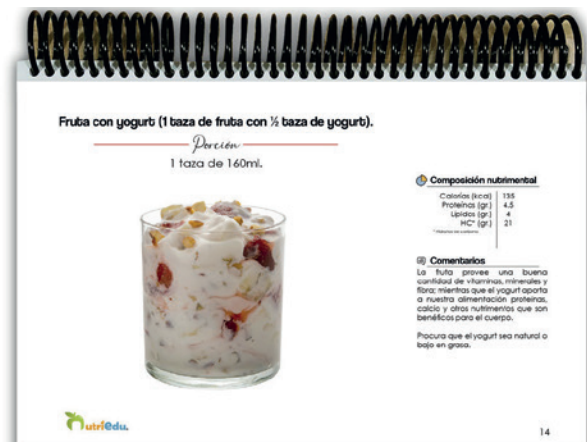 Fruta con yogurt (1 taza de fruta con ½ taza de yogurt).
Porción
1 taza de 160ml.
Composición nutrimental
Calorías (kcal) 135
Proteínas (gr.) 4.5
Lípidos (gr.) 4
HC* (gr.) 21
* Hidratos de carbono.
Comentarios
La fruta provee una buena
cantidad de vitaminas, minerales y
fibra; mientras que el yogurt aporta
a nuestra alimentación proteínas,
calcio y otros nutrimentos que son
benéficos para el cuerpo.
Procura que el yogurt sea natural o
bajo en grasa.
nutriEdu.
14